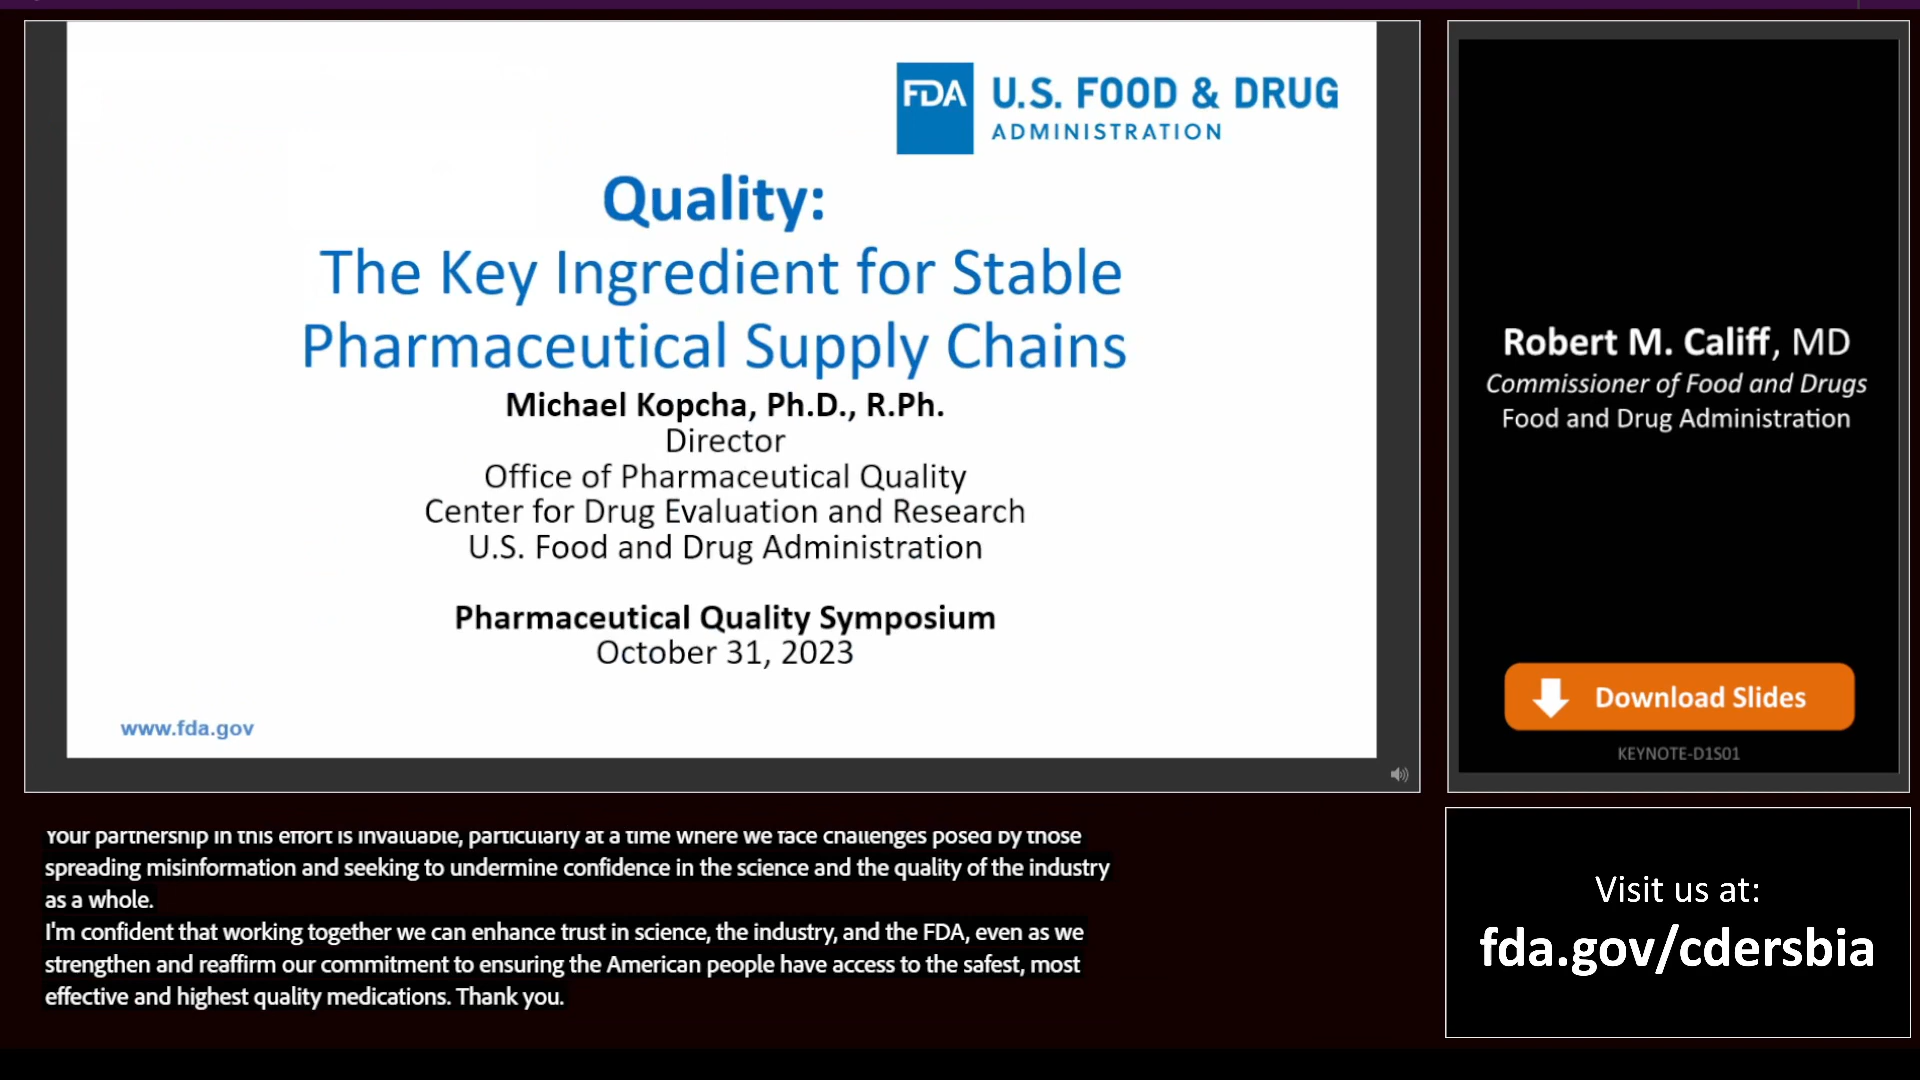 FDA U.S. FOOD & DRUG
ADMINISTRATION
Quality:
The Key Ingredient for Stable
Pharmaceutical Supply Chains
Michael Kopcha, Ph.D., R.Ph.
Director
Office of Pharmaceutical Quality
Center for Drug Evaluation and Research
U.S. Food and Drug Administration
Pharmaceutical Quality Symposium
October 31, 2023
www.fda.gov
Robert M. Califf, MD
Commissioner of Food and Drugs
Food and Drug Administration
Download Slides
KEYNOTE-D1S01
Your partnership in this effort is invaluable, particularly at a time where we face challenges posed by those
spreading misinformation and seeking to undermine confidence in the science and the quality of the industry
as a whole.
I'm confident that working together we can enhance trust in science, the industry, and the FDA, even as we
strengthen and reaffirm our commitment to ensuring the American people have access to the safest, most
effective and highest quality medications. Thank you.
Visit us at:
fda.gov/cdersbia